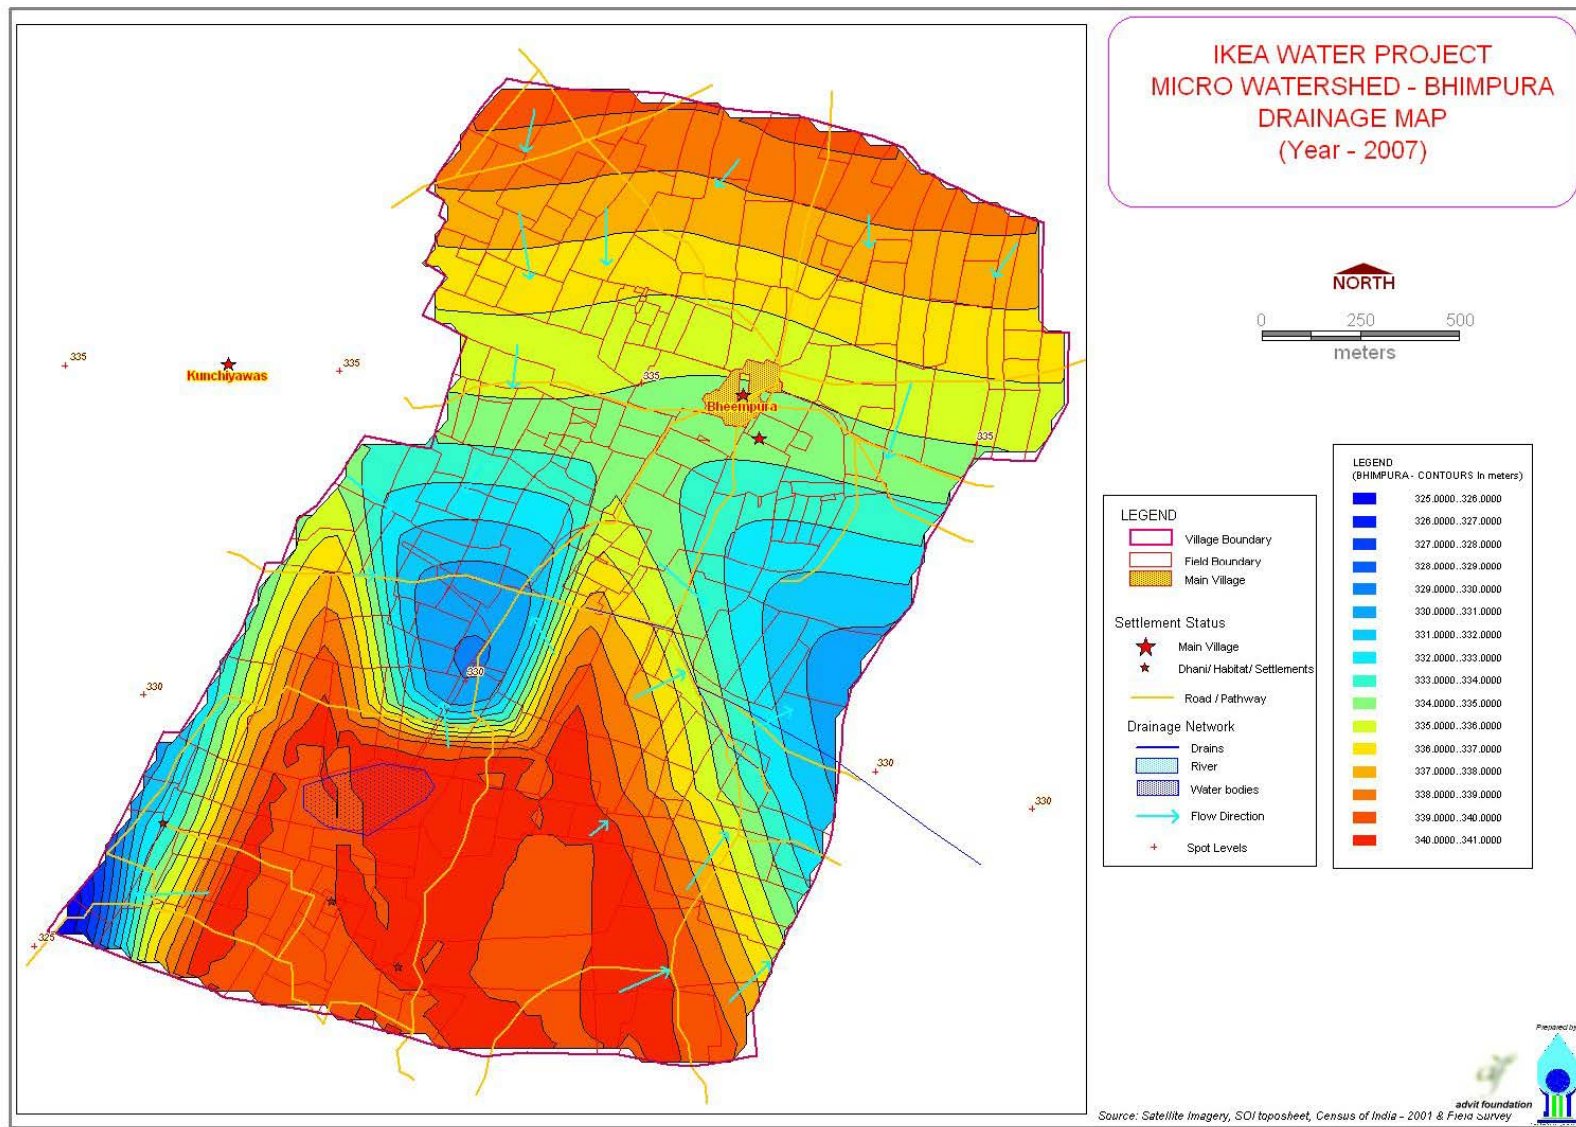 IKEA WATER PROJECT
MICRO WATERSHED - BHIMPURA
DRAINAGE MAP
(Year - 2007)
NORTH
0 250 500
meters
335
Kunchiyawas
335
335
Bheempura
335
330
330
330
330
325
LEGEND
Village Boundary
Field Boundary
Main Village
Settlement Status
Main Village
Dhani/ Habitat/ Settlements
Road / Pathway
Drainage Network
Drains
River
Water bodies
Flow Direction
Spot Levels
LEGEND
(BHIMPURA - CONTOURS In meters)
325.0000..326.0000
326.0000..327.0000
327.0000..328.0000
328.0000..329.0000
329.0000..330.0000
330.0000..331.0000
331.0000..332.0000
332.0000..333.0000
333.0000..334.0000
334.0000..335.0000
335.0000..336.0000
336.0000..337.0000
337.0000..338.0000
338.0000..339.0000
339.0000..340.0000
340.0000..341.0000
Prepared by
advit foundation
Source: Satellite Imagery, SOI toposheet, Census of India - 2001 & Field Survey